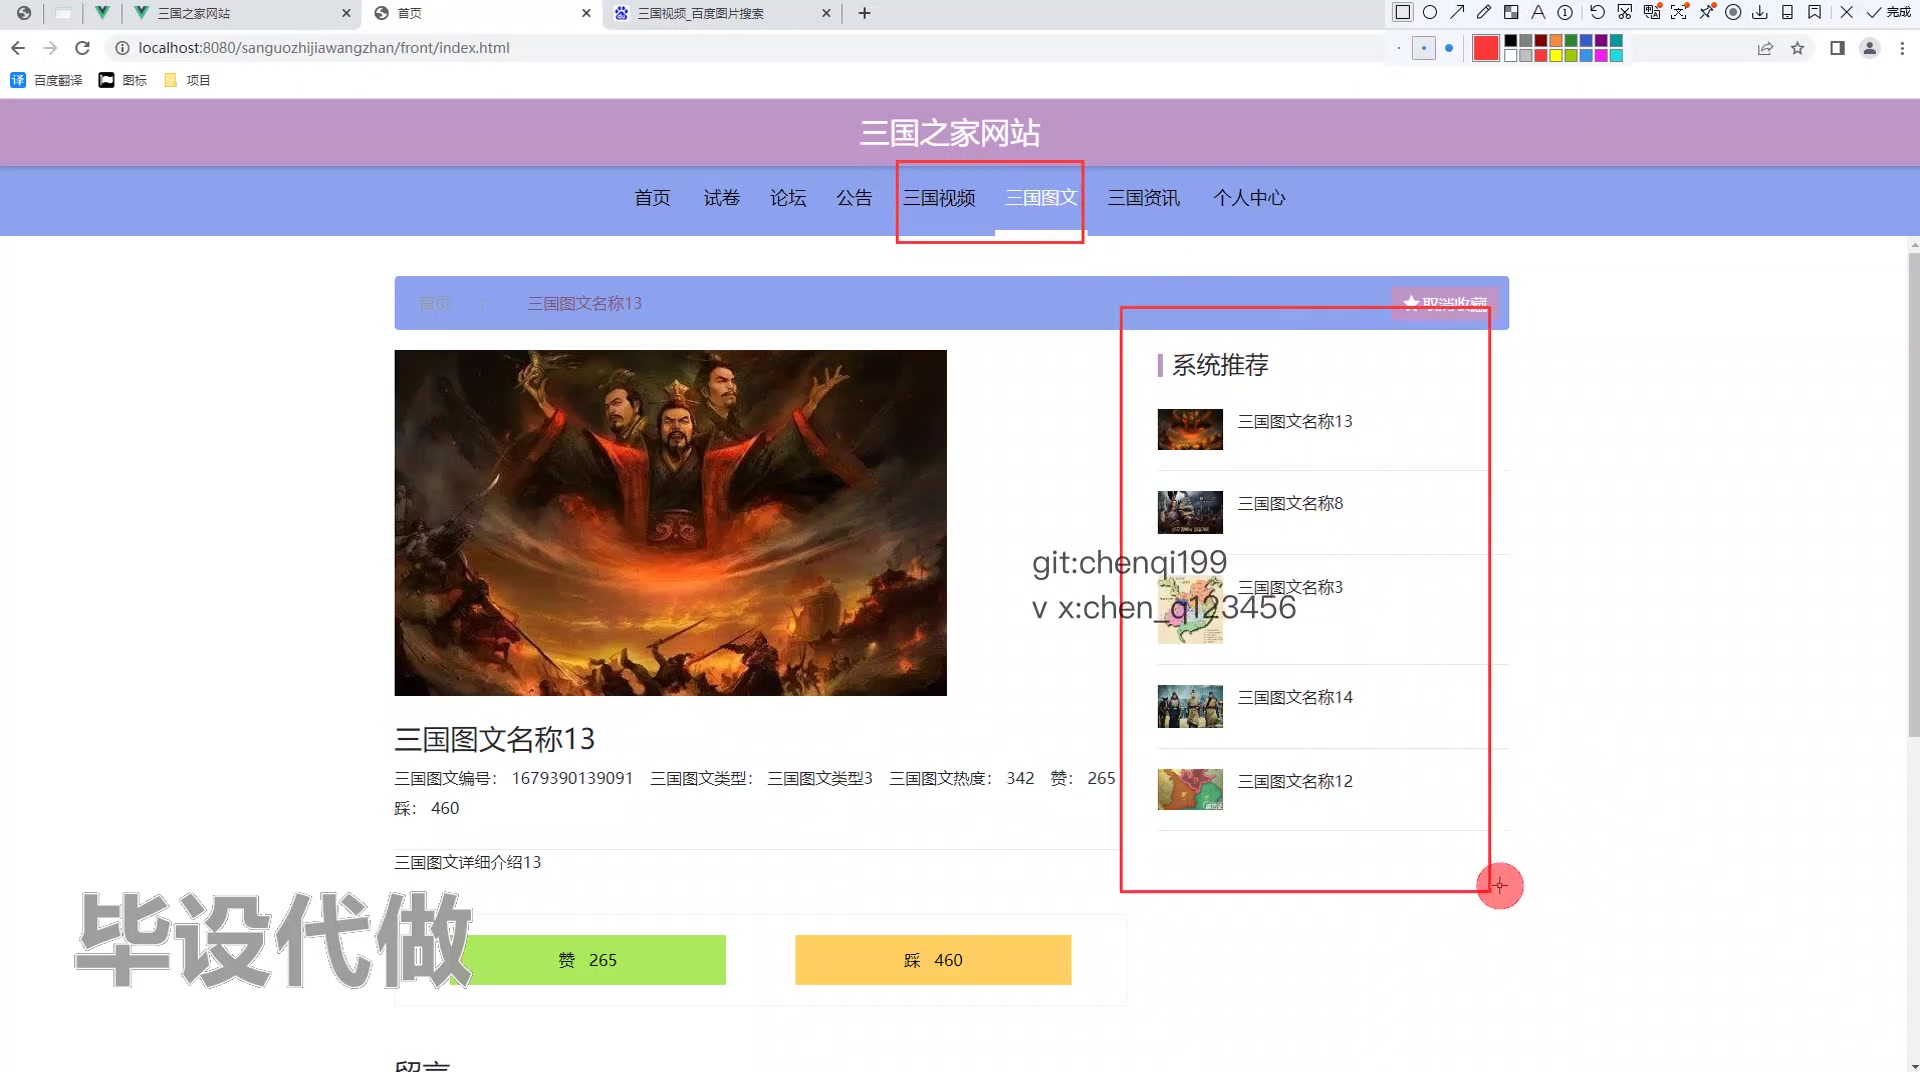 三国之家网站
首页
三国视频_百度图片搜索
完成
localhost:8080/sanguozhijiawangzhan/front/index.html
百度翻译
图标
项目
三国之家网站
首页
试卷
论坛
公告
三国视频
三国图文
三国资讯
个人中心
首页 / 三国图文名称13
取消收藏
系统推荐
三国图文名称13
三国图文名称8
三国图文名称3
三国图文名称14
三国图文名称12
git:chenqi199
v x:chen_q123456
三国图文名称13
三国图文编号: 1679390139091 三国图文类型: 三国图文类型3 三国图文热度: 342 赞: 265
踩: 460
三国图文详细介绍13
毕设代做
赞 265
踩 460
留言